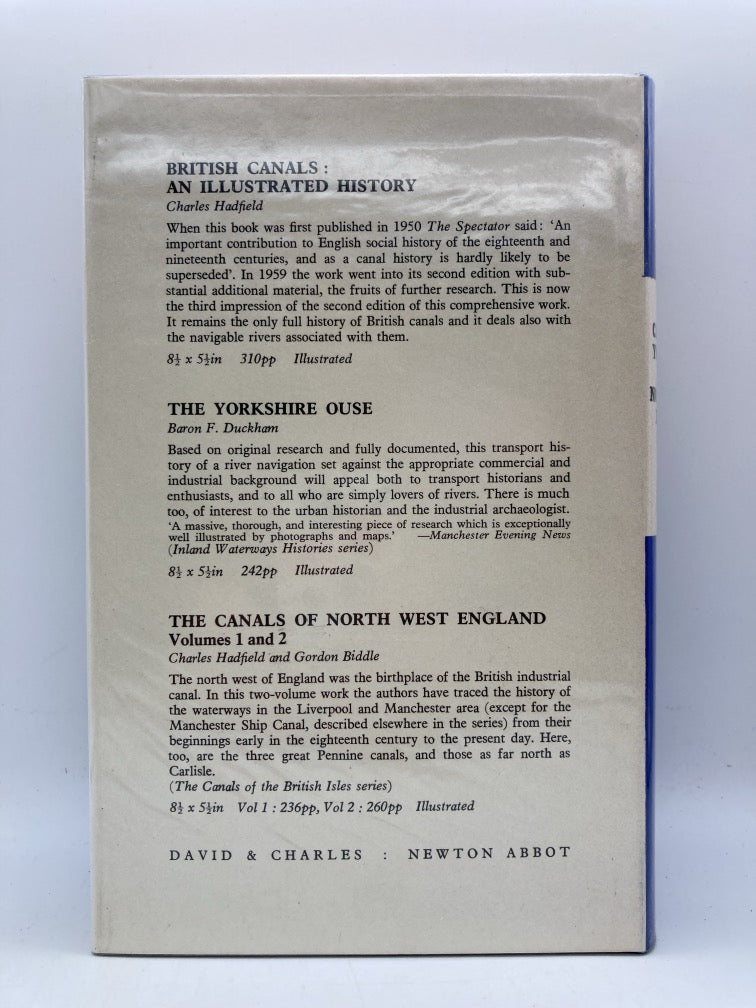 BRITISH CANALS :
AN ILLUSTRATED HISTORY
Charles Hadfield
When this book was first published in 1950 The Spectator said: ‘An
important contribution to English social history of the eighteenth and
nineteenth centuries, and as a canal history is hardly likely to be
superseded’. In 1959 the work went into its second edition with sub-
stantial additional material, the fruits of further research. This is now
the third impression of the second edition of this comprehensive work.
It remains the only full history of British canals and it deals also with
the navigable rivers associated with them.
8½ x 5½in 310pp Illustrated
THE YORKSHIRE OUSE
Baron F. Duckham
Based on original research and fully documented, this transport his-
tory of a river navigation set against the appropriate commercial and
industrial background will appeal both to transport historians and
enthusiasts, and to all who are simply lovers of rivers. There is much
too, of interest to the urban historian and the industrial archaeologist.
‘A massive, thorough, and interesting piece of research which is exceptionally
well illustrated by photographs and maps.’ —Manchester Evening News
(Inland Waterways Histories series)
8½ x 5½in 242pp Illustrated
THE CANALS OF NORTH WEST ENGLAND
Volumes 1 and 2
Charles Hadfield and Gordon Biddle
The north west of England was the birthplace of the British industrial
canal. In this two-volume work the authors have traced the history of
the waterways in the Liverpool and Manchester area (except for the
Manchester Ship Canal, described elsewhere in the series) from their
beginnings early in the eighteenth century to the present day. Here,
too, are the three great Pennine canals, and those as far north as
Carlisle.
(The Canals of the British Isles series)
8½ x 5½in Vol 1 : 236pp, Vol 2 : 260pp Illustrated
DAVID & CHARLES : NEWTON ABBOT